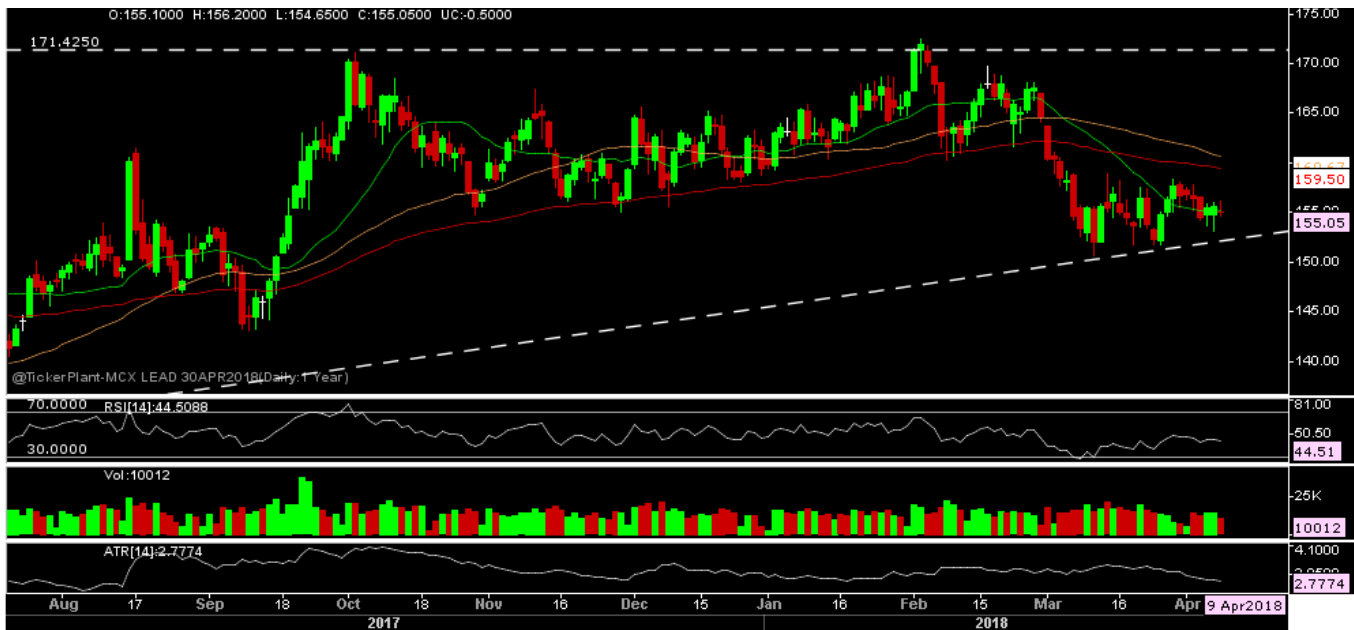 O:155.1000 H:156.2000 L:154.6500 C:155.0500 UC:-0.5000
175.00
171.4250
170.00
165.00
159.50
155.05
150.00
145.00
140.00
@TickerPlant-MCX LEAD 30APR2018(Daily:1 Year)
70.0000 RSI[14]:44.5088 81.00
50.50
30.0000 44.51
Vol:10012
25K
10012
ATR[14]:2.7774 4.1000
2.7774
Aug 17 Sep 18 Oct 18 Nov 16 Dec 15 Jan 16 Feb 15 Mar 16 Apr 9 Apr2018
2017 2018